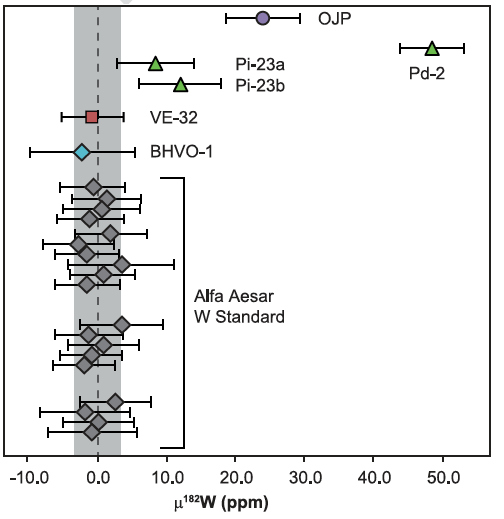 OJP
Pd-2
Pi-23a
Pi-23b
VE-32
BHVO-1
Alfa Aesar
W Standard
-10.0 0.0 10.0 20.0 30.0 40.0 50.0
μ¹⁸²W (ppm)